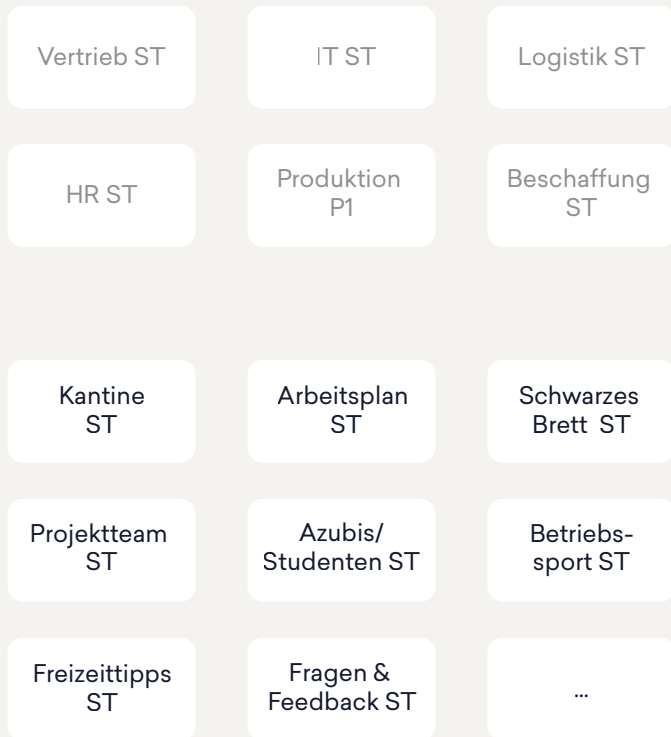 Vertrieb ST
IT ST
Logistik ST
HR ST
Produktion
P1
Beschaffung
ST
Kantine
ST
Arbeitsplan
ST
Schwarzes
Brett ST
Projektteam
ST
Azubis/
Studenten ST
Betriebs-
sport ST
Freizeittipps
ST
Fragen &
Feedback ST
...